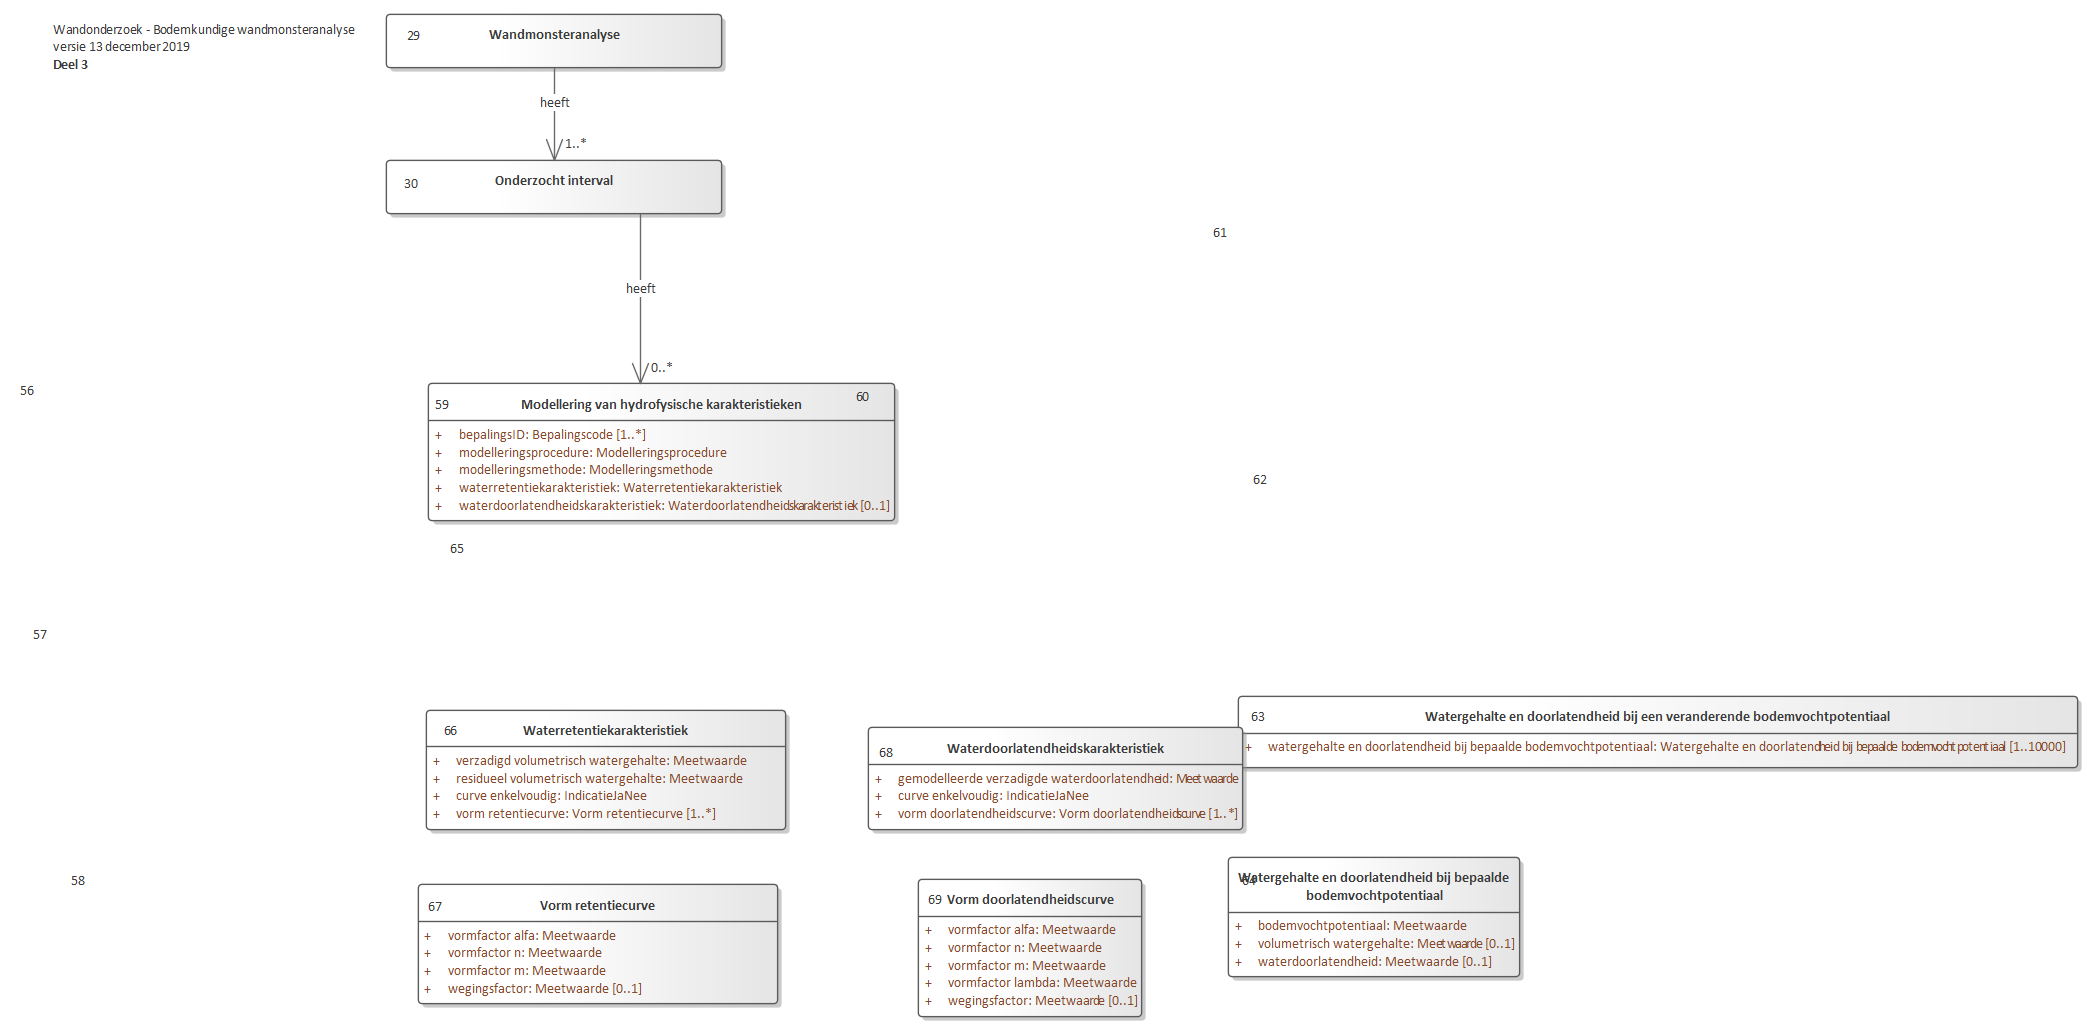 Wandonderzoek - Bodemkundige wandmonsteranalyse
versie 13 december 2019
Deel 3
29
Wandmonsteranalyse
heeft
1..*
30
Onderzocht interval
61
heeft
0..*
56
59
Modellering van hydrofysische karakteristieken
60
+ bepalingsID: Bepalingscode [1..*]
+ modelleringsprocedure: Modelleringsprocedure
+ modelleringsmethode: Modelleringsmethode
+ waterretentiekarakteristiek: Waterretentiekarakteristiek
+ waterdoorlatendheidskarakteristiek: Waterdoorlatendheidskarakteristiek [0..1]
62
65
57
66
Waterretentiekarakteristiek
+ verzadigd volumetrisch watergehalte: Meetwaarde
+ residueel volumetrisch watergehalte: Meetwaarde
+ curve enkelvoudig: IndicatieJaNee
+ vorm retentiecurve: Vorm retentiecurve [1..*]
68
Waterdoorlatendheidskarakteristiek
+ gemodelleerde verzadigde waterdoorlatendheid: Meetwaarde
+ curve enkelvoudig: IndicatieJaNee
+ vorm doorlatendheidscurve: Vorm doorlatendheidscurve [1..*]
63
Watergehalte en doorlatendheid bij een veranderende bodemvochtpotentiaal
+ watergehalte en doorlatendheid bij bepaalde bodemvochtpotentiaal: Watergehalte en doorlatendheid bij bepaalde bodemvochtpotentiaal [1..10000]
58
67
Vorm retentiecurve
+ vormfactor alfa: Meetwaarde
+ vormfactor n: Meetwaarde
+ vormfactor m: Meetwaarde
+ wegingsfactor: Meetwaarde [0..1]
69
Vorm doorlatendheidscurve
+ vormfactor alfa: Meetwaarde
+ vormfactor n: Meetwaarde
+ vormfactor m: Meetwaarde
+ vormfactor lambda: Meetwaarde
+ wegingsfactor: Meetwaarde [0..1]
64
Watergehalte en doorlatendheid bij bepaalde
bodemvochtpotentiaal
+ bodemvochtpotentiaal: Meetwaarde
+ volumetrisch watergehalte: Meetwaarde [0..1]
+ waterdoorlatendheid: Meetwaarde [0..1]